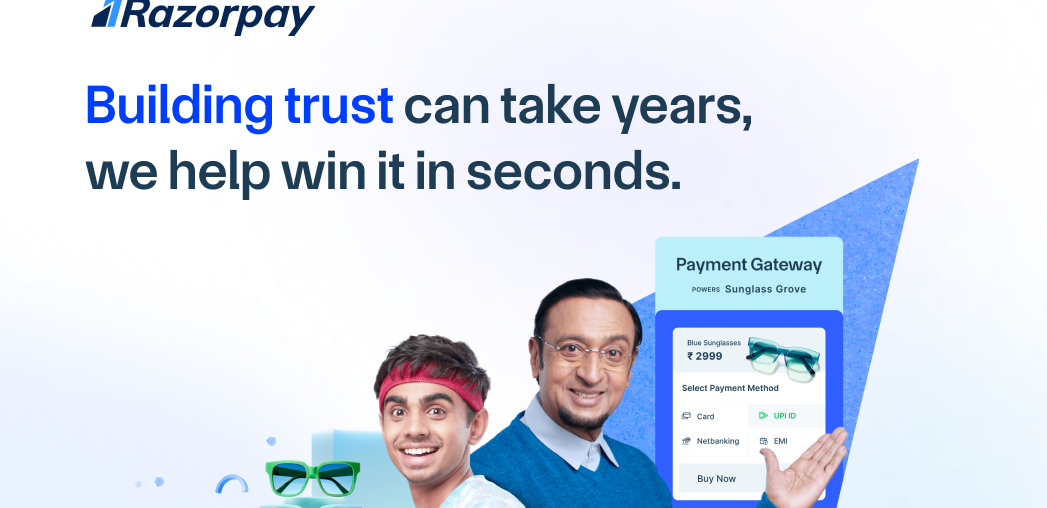 Razorpay
Building trust can take years,
we help win it in seconds.
Payment Gateway
POWERS Sunglass Grove
Blue Sunglasses
₹ 2999
Select Payment Method
Card
UPI ID
Netbanking
EMI
Buy Now